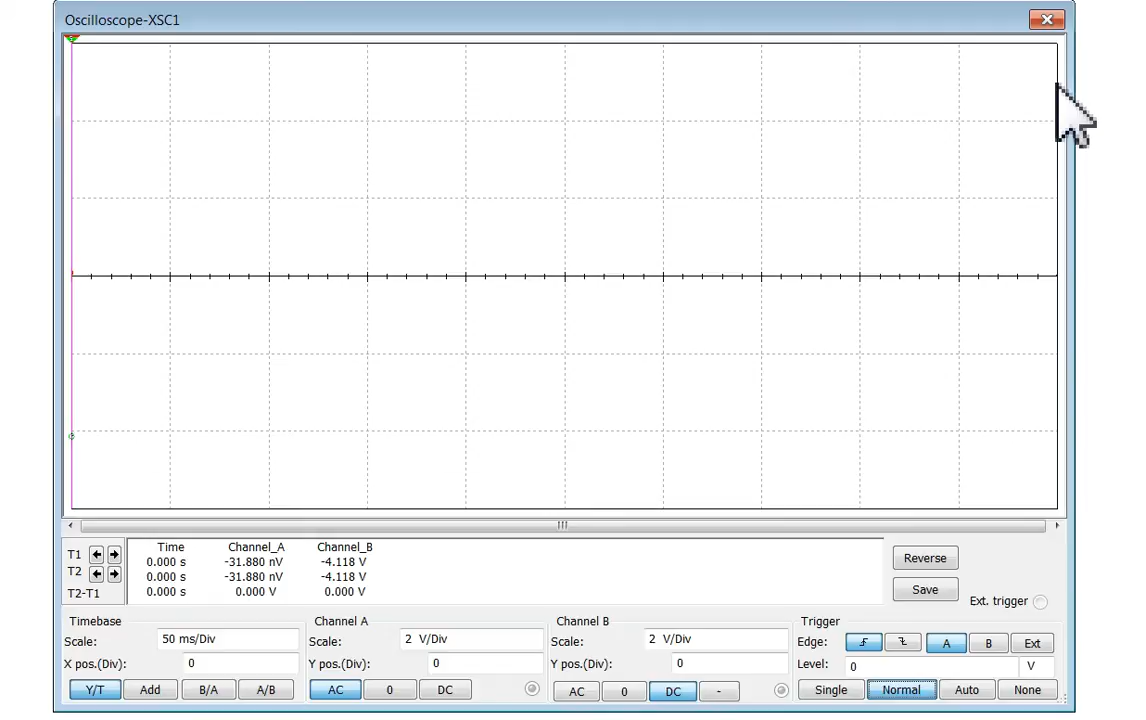 Oscilloscope-XSC1
T1
T2
T2-T1
Time Channel_A Channel_B
0.000 s -31.880 nV -4.118 V
0.000 s -31.880 nV -4.118 V
0.000 s 0.000 V 0.000 V
Reverse
Save
Ext. trigger
Timebase
Scale: 50 ms/Div
X pos.(Div): 0
Y/T Add B/A A/B
Channel A
Scale: 2 V/Div
Y pos.(Div): 0
AC 0 DC
Channel B
Scale: 2 V/Div
Y pos.(Div): 0
AC 0 DC -
Trigger
Edge: A B Ext
Level: 0 V
Single Normal Auto None